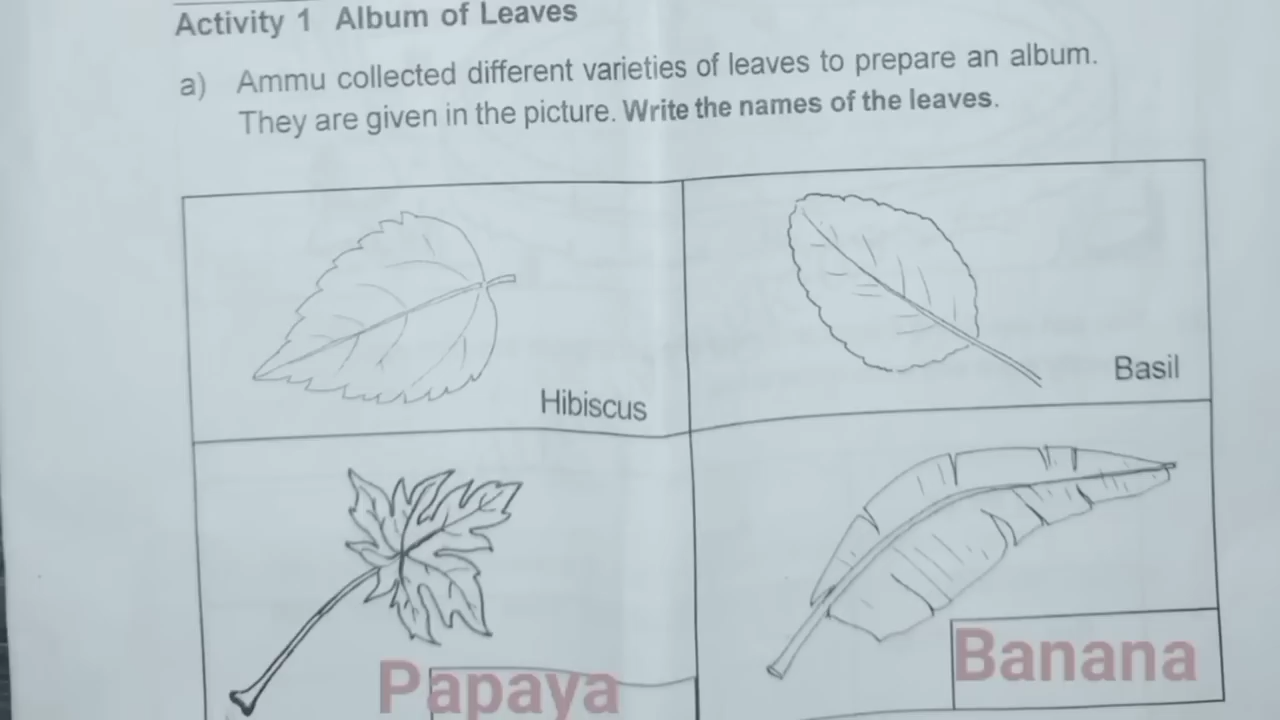 Activity 1 Album of Leaves
a) Ammu collected different varieties of leaves to prepare an album.
They are given in the picture. Write the names of the leaves.
Hibiscus
Basil
Papaya
Banana